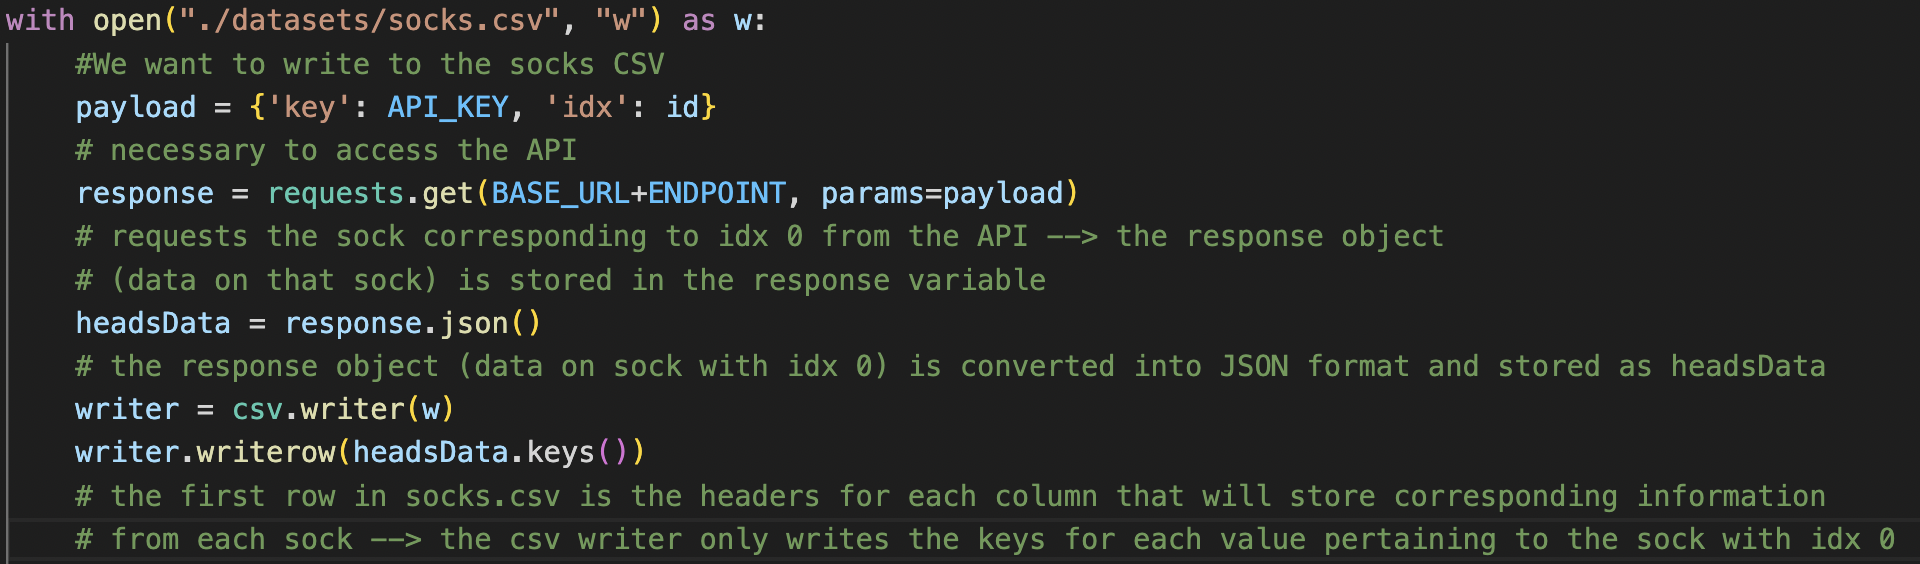 with open("./datasets/socks.csv", "w") as w:
#We want to write to the socks CSV
payload = {'key': API_KEY, 'idx': id}
# necessary to access the API
response = requests.get(BASE_URL+ENDPOINT, params=payload)
# requests the sock corresponding to idx 0 from the API --> the response object
# (data on that sock) is stored in the response variable
headsData = response.json()
# the response object (data on sock with idx 0) is converted into JSON format and stored as headsData
writer = csv.writer(w)
writer.writerow(headsData.keys())
# the first row in socks.csv is the headers for each column that will store corresponding information
# from each sock --> the csv writer only writes the keys for each value pertaining to the sock with idx 0